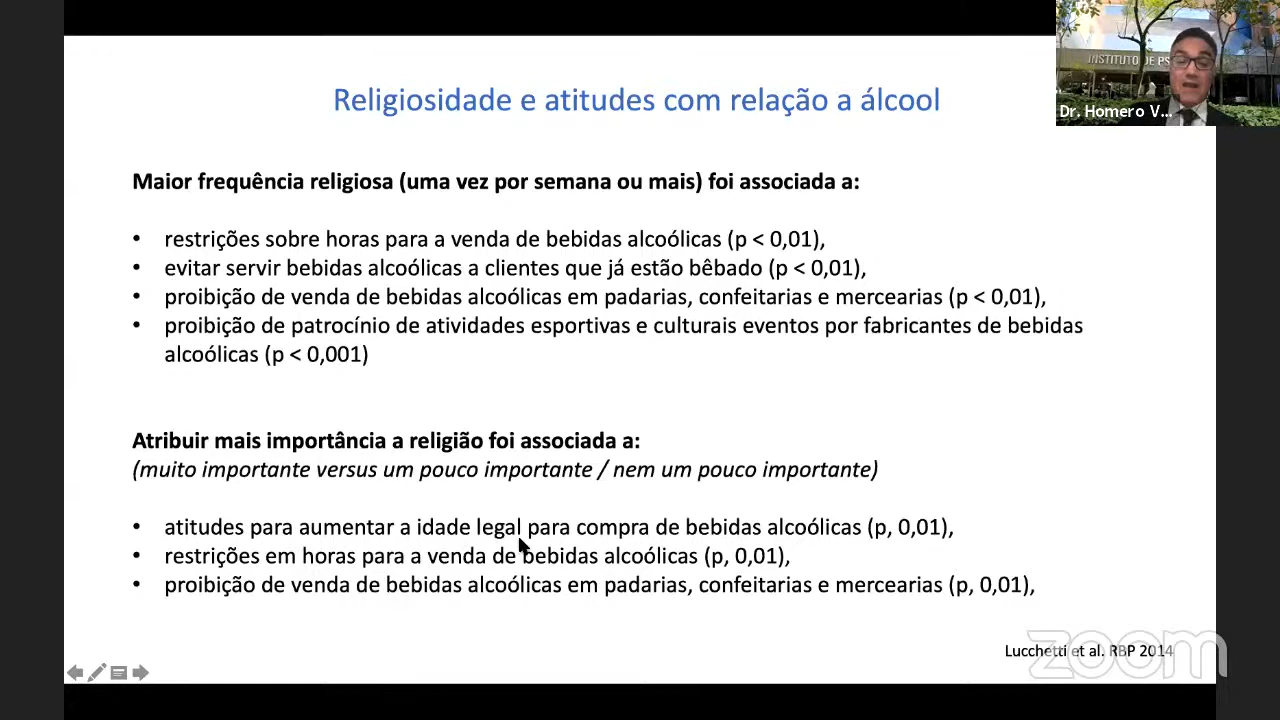 Religiosidade e atitudes com relação a álcool
INSTITUTO DE PS
Dr. Homero V...
Maior frequência religiosa (uma vez por semana ou mais) foi associada a:
• restrições sobre horas para a venda de bebidas alcoólicas (p < 0,01),
• evitar servir bebidas alcoólicas a clientes que já estão bêbado (p < 0,01),
• proibição de venda de bebidas alcoólicas em padarias, confeitarias e mercearias (p < 0,01),
• proibição de patrocínio de atividades esportivas e culturais eventos por fabricantes de bebidas
alcoólicas (p < 0,001)
Atribuir mais importância a religião foi associada a:
(muito importante versus um pouco importante / nem um pouco importante)
• atitudes para aumentar a idade legal para compra de bebidas alcoólicas (p, 0,01),
• restrições em horas para a venda de bebidas alcoólicas (p, 0,01),
• proibição de venda de bebidas alcoólicas em padarias, confeitarias e mercearias (p, 0,01),
Lucchetti et al. RBP 2014
zoom